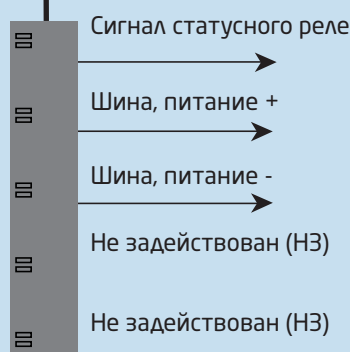 Сигнал статусного реле
Шина, питание +
Шина, питание -
Не задействован (НЗ)
Не задействован (НЗ)